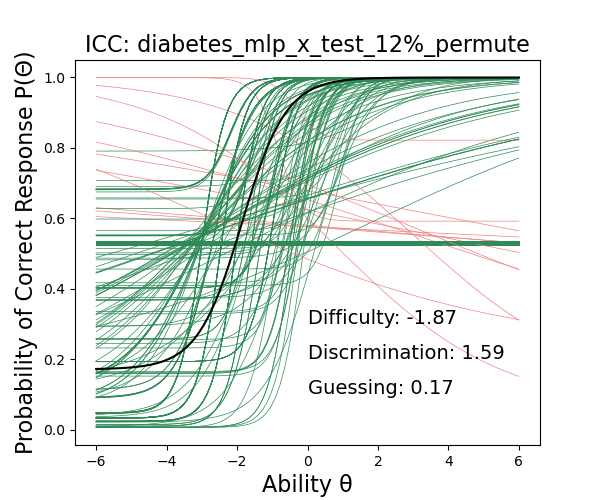 ICC: diabetes_mlp_x_test_12%_permute
Probability of Correct Response P(Θ)
1.0
0.8
0.6
0.4
0.2
0.0
Difficulty: -1.87
Discrimination: 1.59
Guessing: 0.17
−6 −4 −2 0 2 4 6
Ability θ